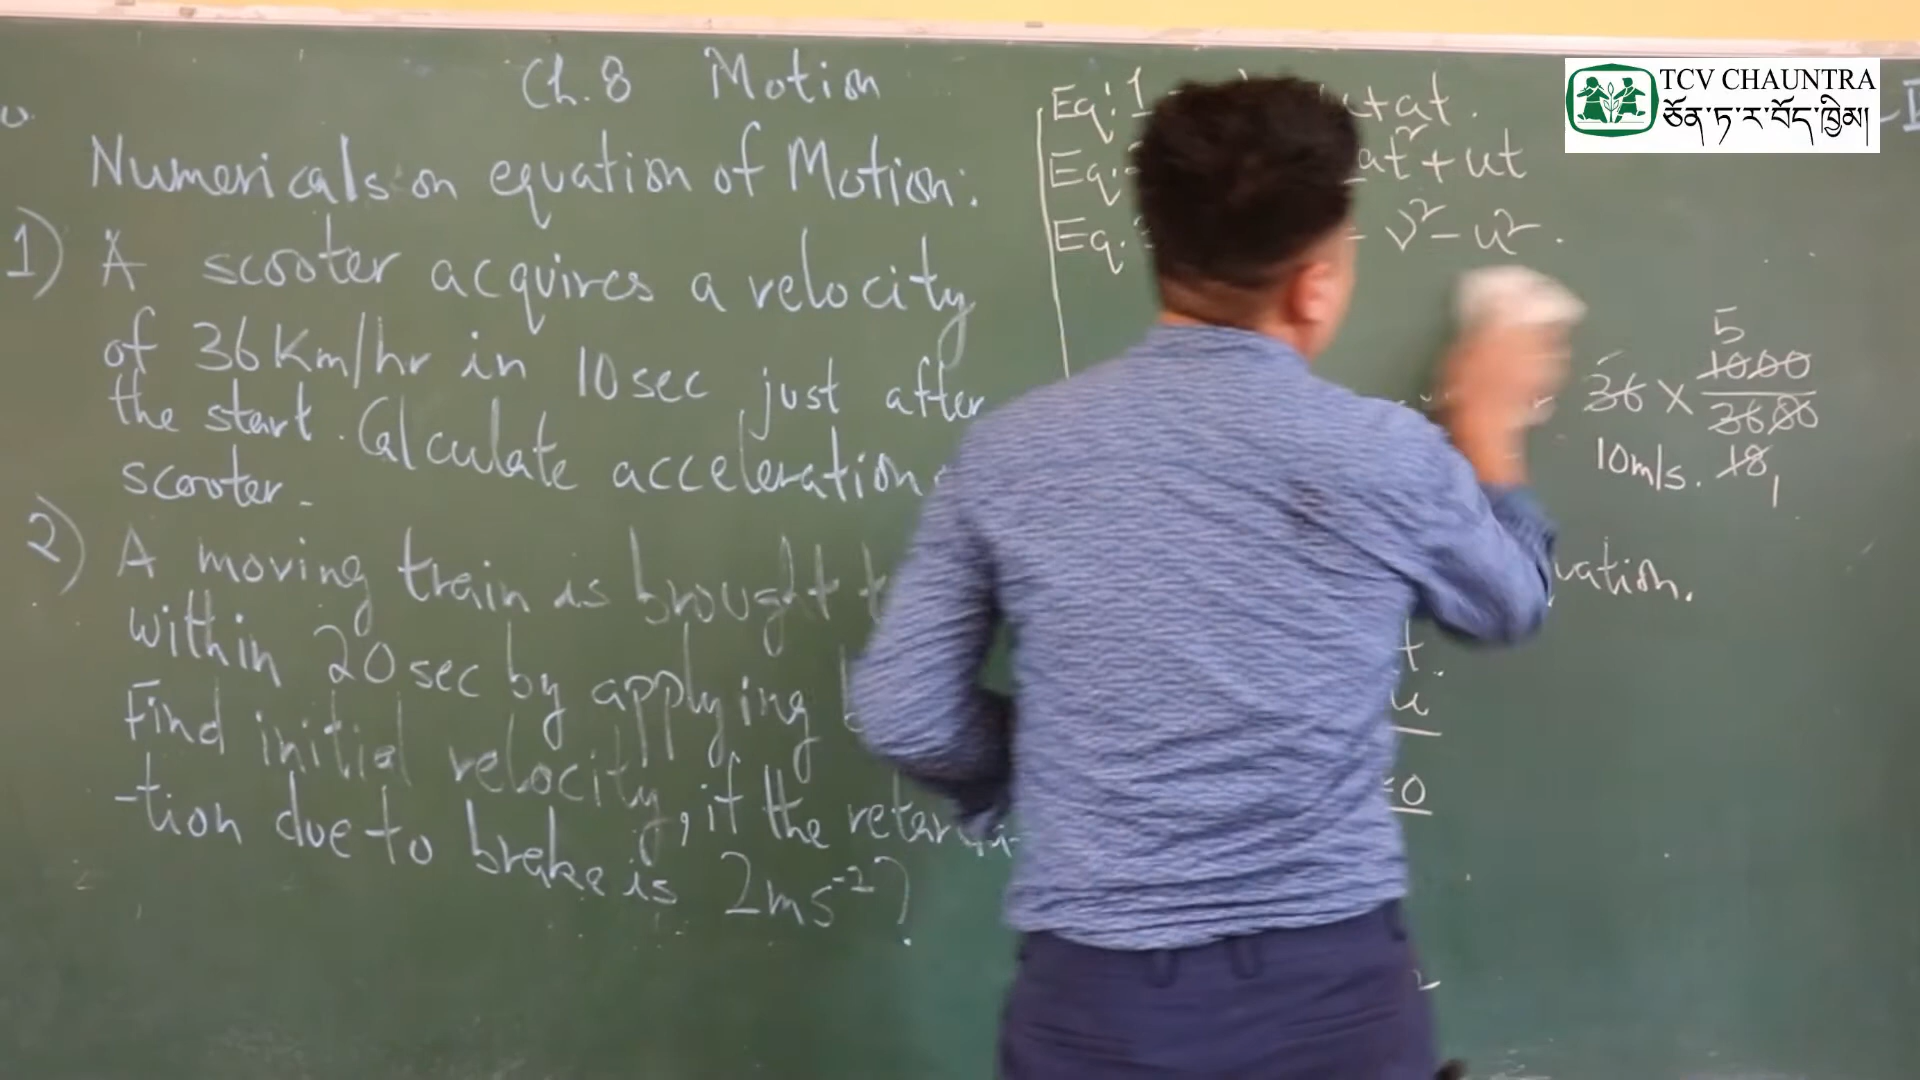 Ch. 8 Motion
Numericals on equation of Motion:
1) A scooter acquires a velocity
of 36 Km/hr in 10 sec just after
the start. Calculate acceleration
scooter.
2) A moving train is brought
within 20 sec by applying
Find initial velocity, if the
-tion due to brake is 2ms⁻²?
Eq: 1 +at.
Eq: at² + ut
Eq: v² - u².
5
36 × 1000
3600
10m/s. 18 1
=0
TCV CHAUNTRA
ཅོན་ཏ་ར་བོད་ཁྱིམ།